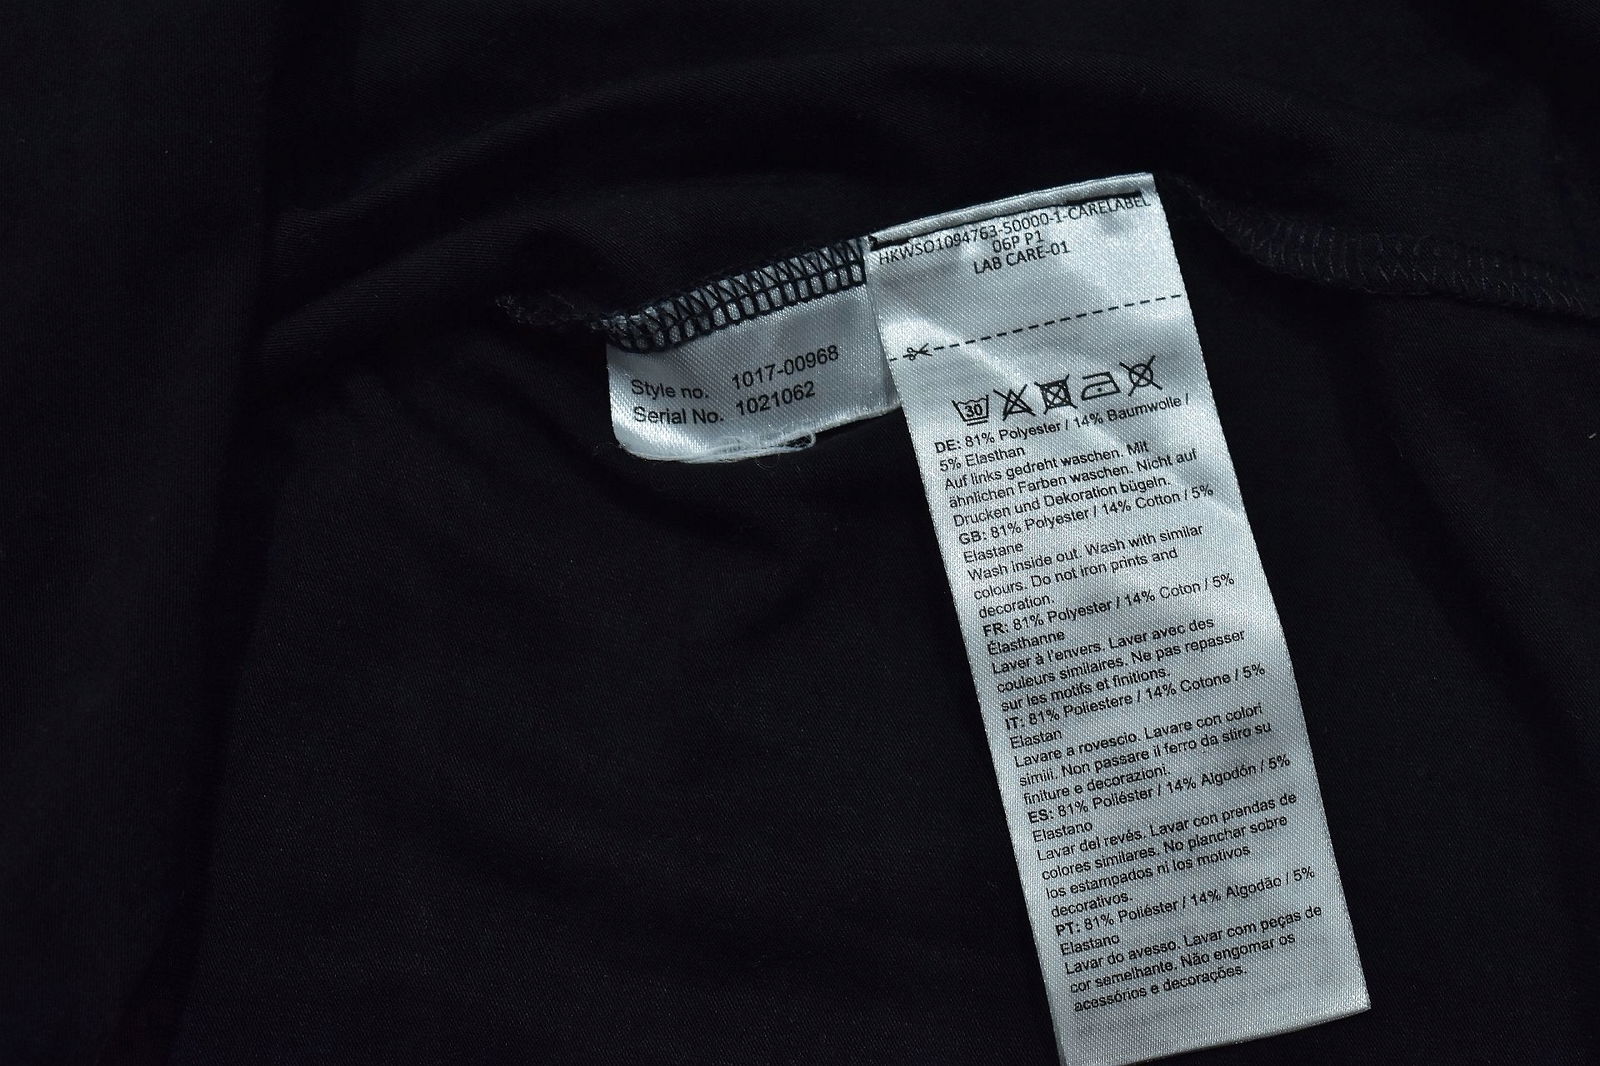 Style no. 1017-00968
Serial No. 1021062
HKWSO1094763-50000-1-CARELABEL
06P P1
LAB CARE-01
30
DE: 81% Polyester / 14% Baumwolle /
5% Elasthan
Auf links gedreht waschen. Mit
ähnlichen Farben waschen. Nicht auf
Drucken und Dekoration bügeln.
GB: 81% Polyester / 14% Cotton / 5%
Elastane
Wash inside out. Wash with similar
colours. Do not iron prints and
decoration.
FR: 81% Polyester / 14% Coton / 5%
Élasthanne
Laver à l'envers. Laver avec des
couleurs similaires. Ne pas repasser
sur les motifs et finitions.
IT: 81% Poliestere / 14% Cotone / 5%
Elastan
Lavare a rovescio. Lavare con colori
simili. Non passare il ferro da stiro su
finiture e decorazioni.
ES: 81% Poliéster / 14% Algodón / 5%
Elastano
Lavar del revés. Lavar con prendas de
colores similares. No planchar sobre
los estampados ni los motivos
decorativos.
PT: 81% Poliéster / 14% Algodão / 5%
Elastano
Lavar do avesso. Lavar com peças de
cor semelhante. Não engomar os
acessórios e decorações.